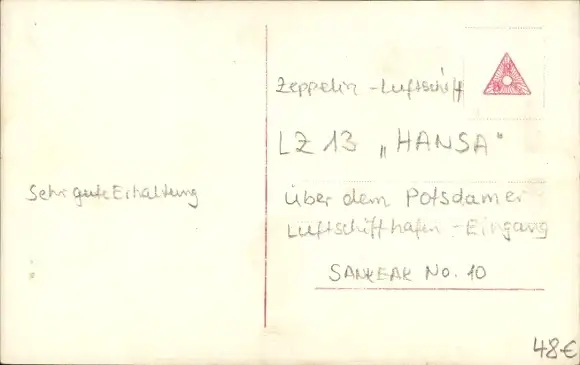 Zeppelin - Luftschiff
LZ 13 „HANSA"
Sehr gute Erhaltung
über dem Potsdamer
Luftschiffhafen - Eingang
SANKEAK No. 10
48€